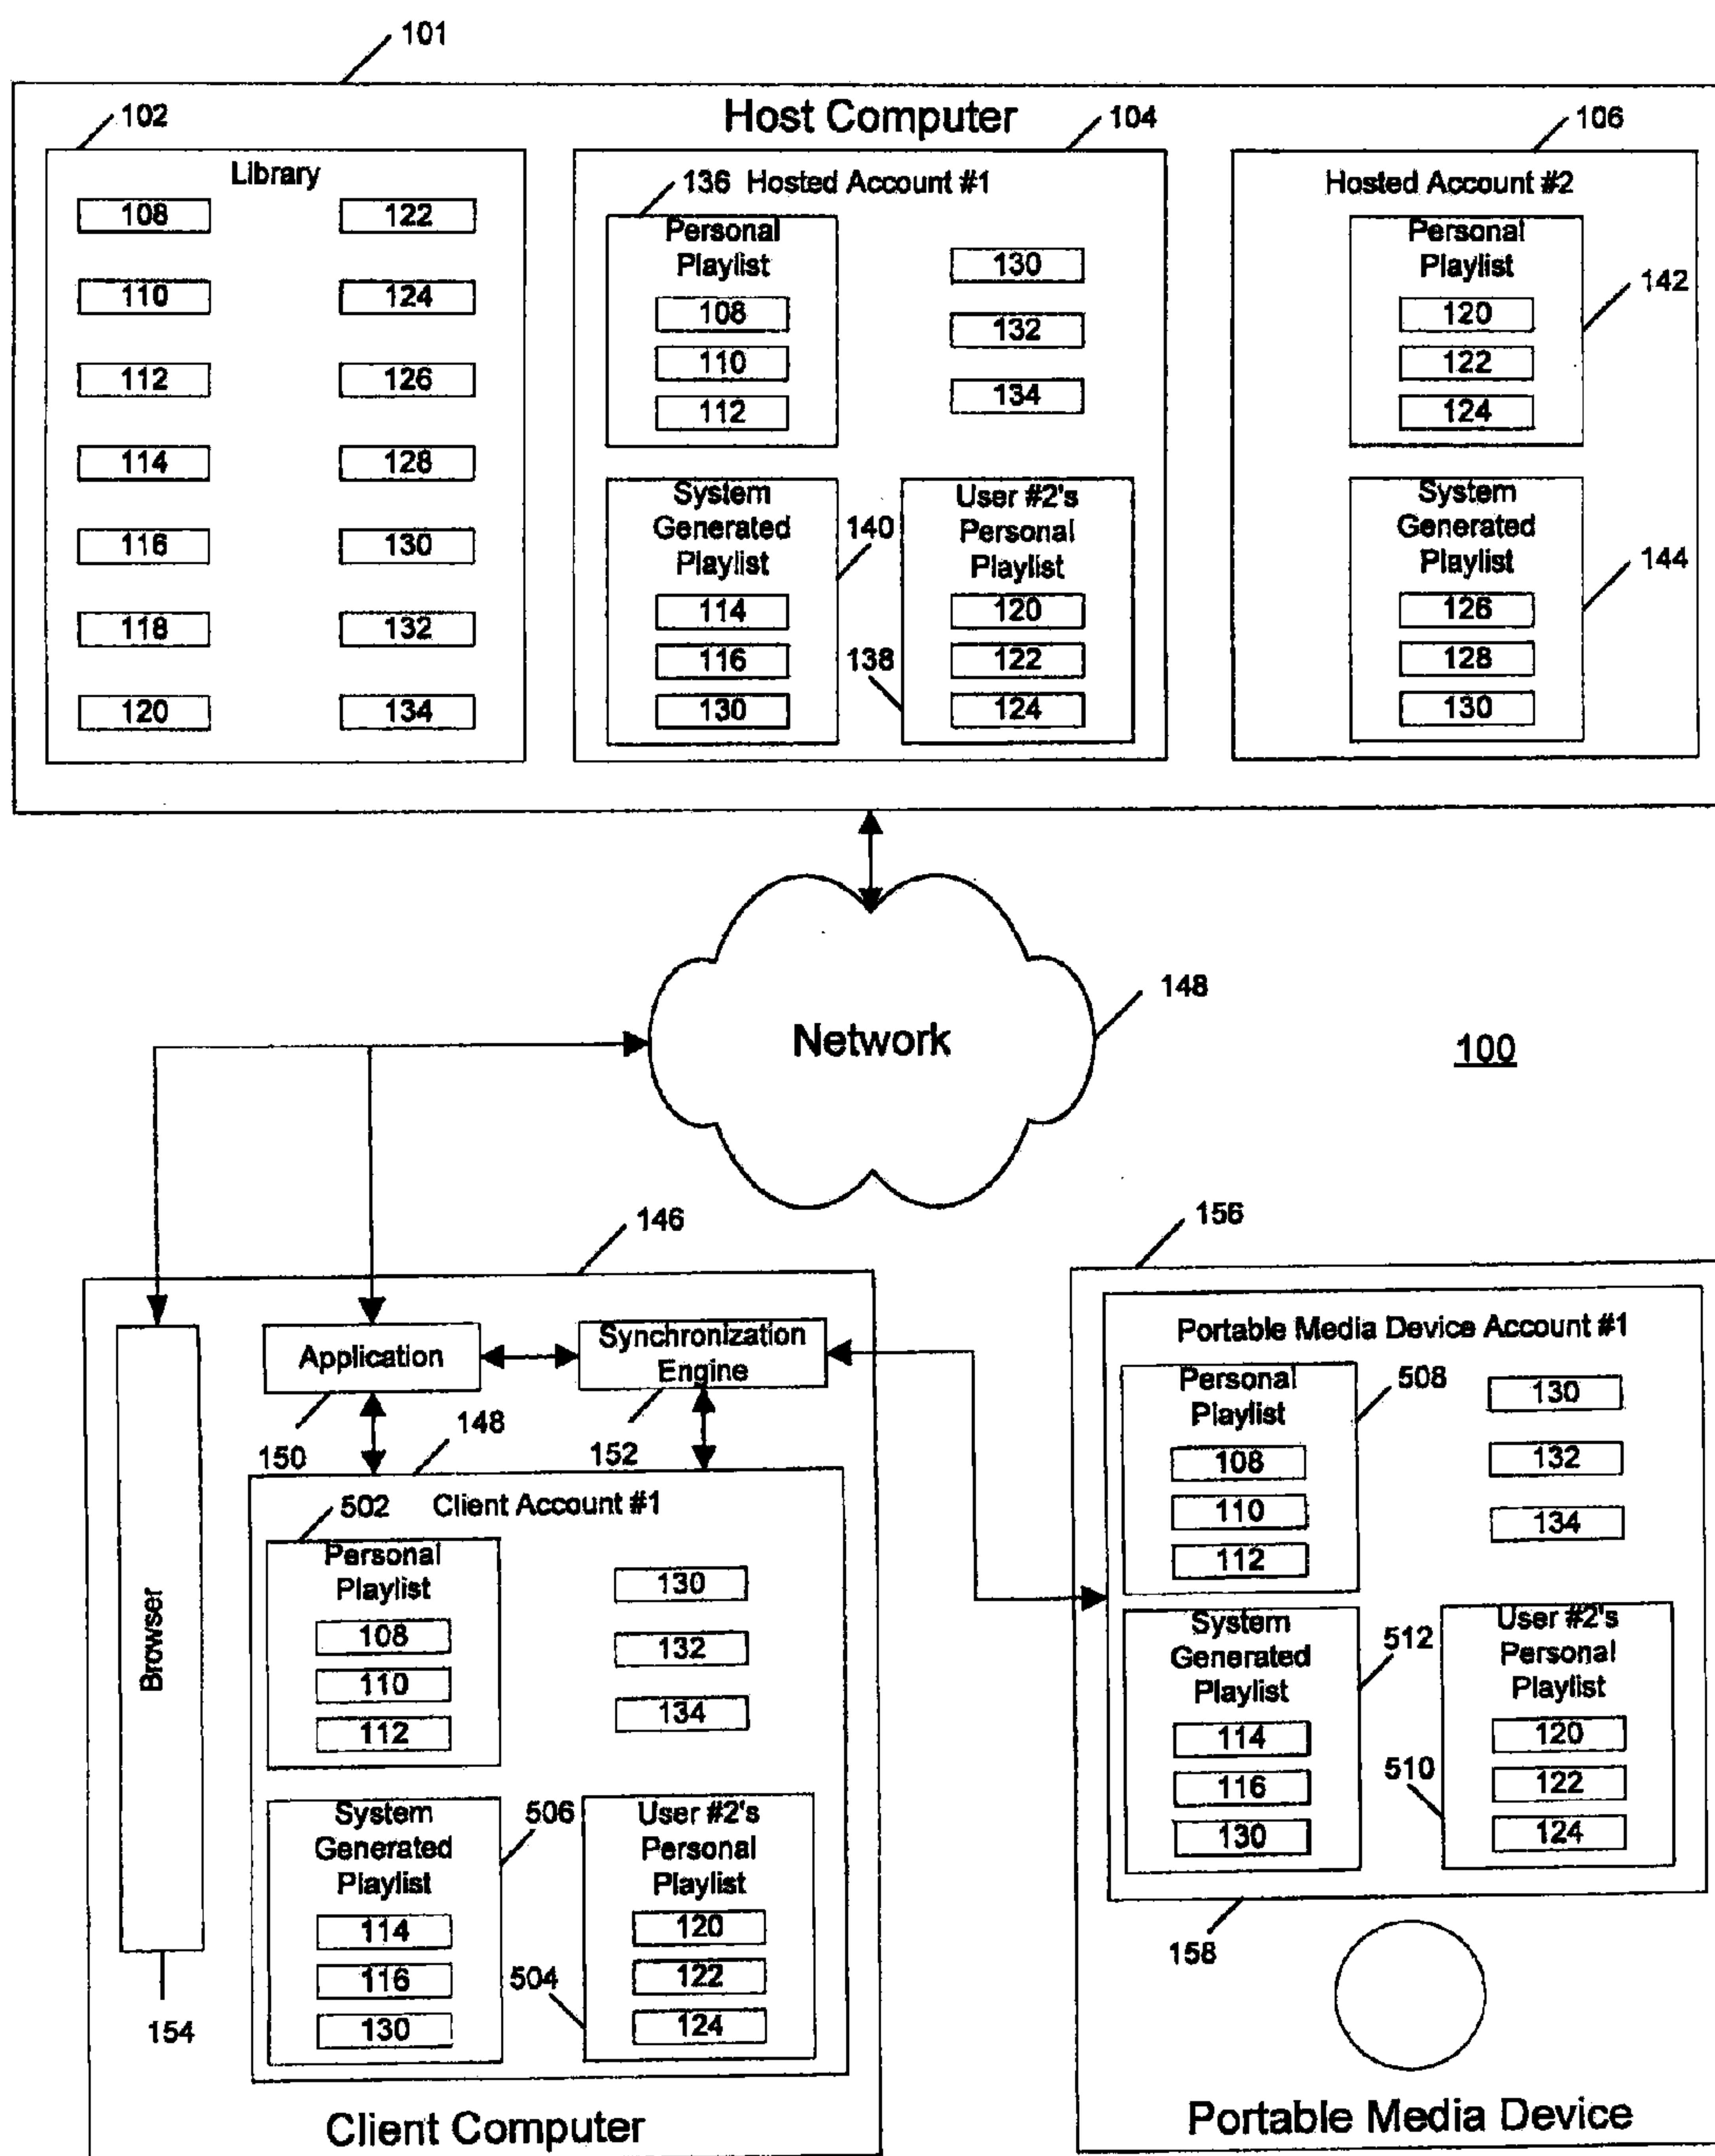 101
Host Computer
102
104
106
Library
108
122
110
124
112
126
114
128
116
130
118
132
120
134
136 Hosted Account #1
Personal
Playlist
108
110
112
130
132
134
System
Generated
Playlist
140
114
116
130
User #2's
Personal
Playlist
138
120
122
124
Hosted Account #2
Personal
Playlist
142
120
122
124
System
Generated
Playlist
144
126
128
130
Network
148
100
146
Browser
154
Application
150
Synchronization
Engine
152
148
Client Account #1
502
Personal
Playlist
108
110
112
130
132
134
System
Generated
Playlist
506
114
116
130
User #2's
Personal
Playlist
504
120
122
124
Client Computer
156
Portable Media Device Account #1
Personal
Playlist
508
108
110
112
130
132
134
System
Generated
Playlist
512
114
116
130
User #2's
Personal
Playlist
510
120
122
124
158
Portable Media Device